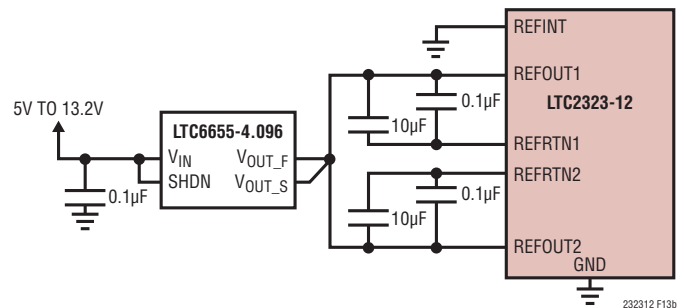 REFINT
REFOUT1
5V TO 13.2V
LTC6655-4.096
0.1µF
LTC2323-12
10µF
VIN
VOUT_F
REFRTN1
SHDN
VOUT_S
REFRTN2
0.1µF
0.1µF
10µF
REFOUT2
GND
232312 F13b